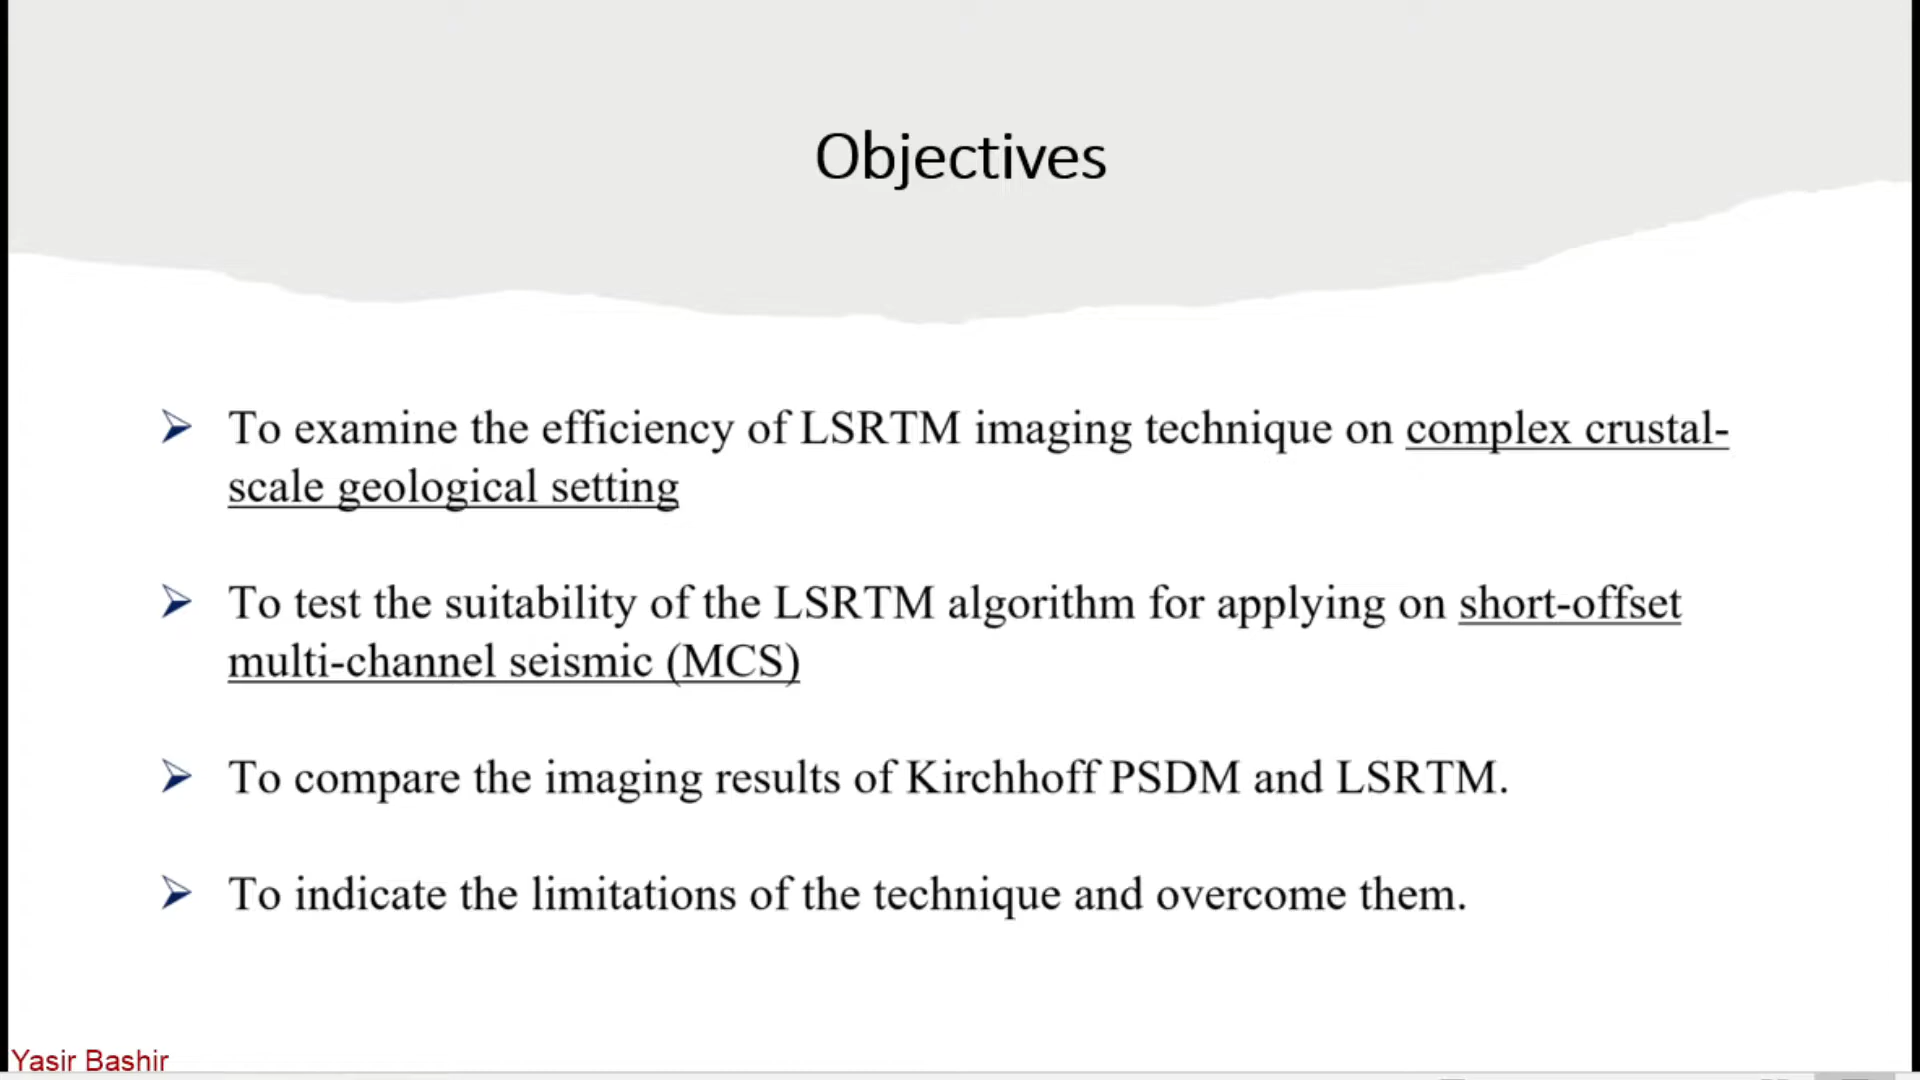 Objectives
To examine the efficiency of LSRTM imaging technique on complex crustal-
scale geological setting
To test the suitability of the LSRTM algorithm for applying on short-offset
multi-channel seismic (MCS)
To compare the imaging results of Kirchhoff PSDM and LSRTM.
To indicate the limitations of the technique and overcome them.
Yasir Bashir